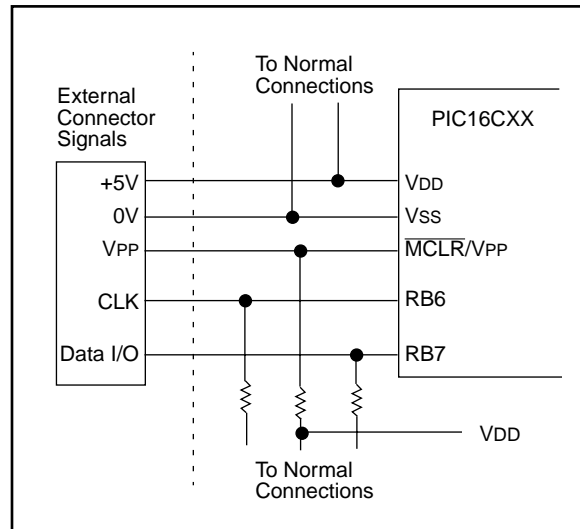 To Normal
Connections
External
Connector
Signals
PIC16CXX
+5V
VDD
0V
VSS
VPP
MCLR/VPP
CLK
RB6
Data I/O
RB7
VDD
To Normal
Connections